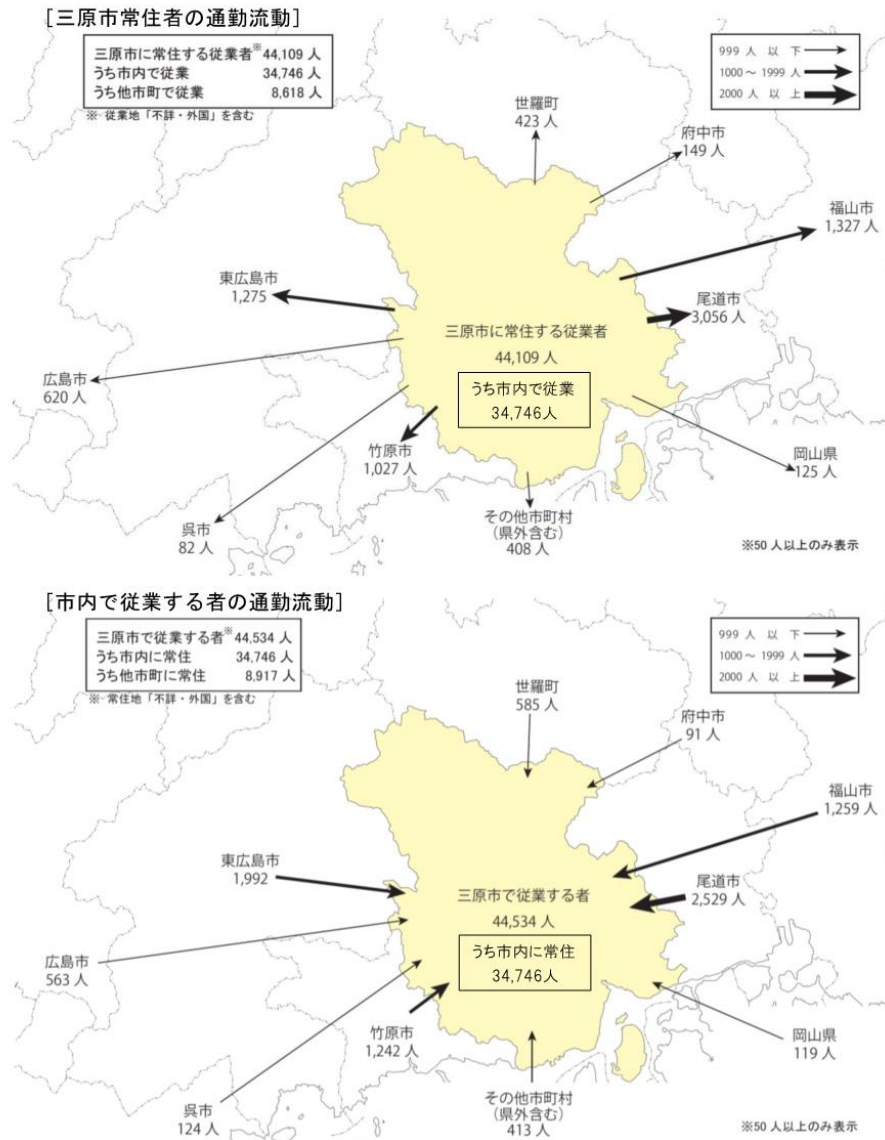 [三原市常住者の通勤流動]
三原市に常住する従業者※ 44,109 人
うち市内で従業 34,746 人
うち他市町で従業 8,618 人
※ 従業地「不詳・外国」を含む
999 人 以 下
1000～ 1999 人
2000 人 以 上
世羅町
423 人
府中市
149 人
福山市
1,327 人
東広島市
1,275
尾道市
3,056 人
三原市に常住する従業者
44,109 人
うち市内で従業
34,746人
広島市
620 人
竹原市
1,027 人
岡山県
125 人
呉市
82 人
その他市町村
(県外含む)
408 人
※50 人以上のみ表示
[市内で従業する者の通勤流動]
三原市で従業する者※ 44,534 人
うち市内に常住 34,746 人
うち他市町に常住 8,917 人
※ 常住地「不詳・外国」を含む
999 人 以 下
1000～ 1999 人
2000 人 以 上
世羅町
585 人
府中市
91 人
福山市
1,259 人
東広島市
1,992
尾道市
2,529 人
三原市で従業する者
44,534 人
うち市内に常住
34,746人
広島市
563 人
竹原市
1,242 人
岡山県
119 人
呉市
124 人
その他市町村
(県外含む)
413 人
※50 人以上のみ表示